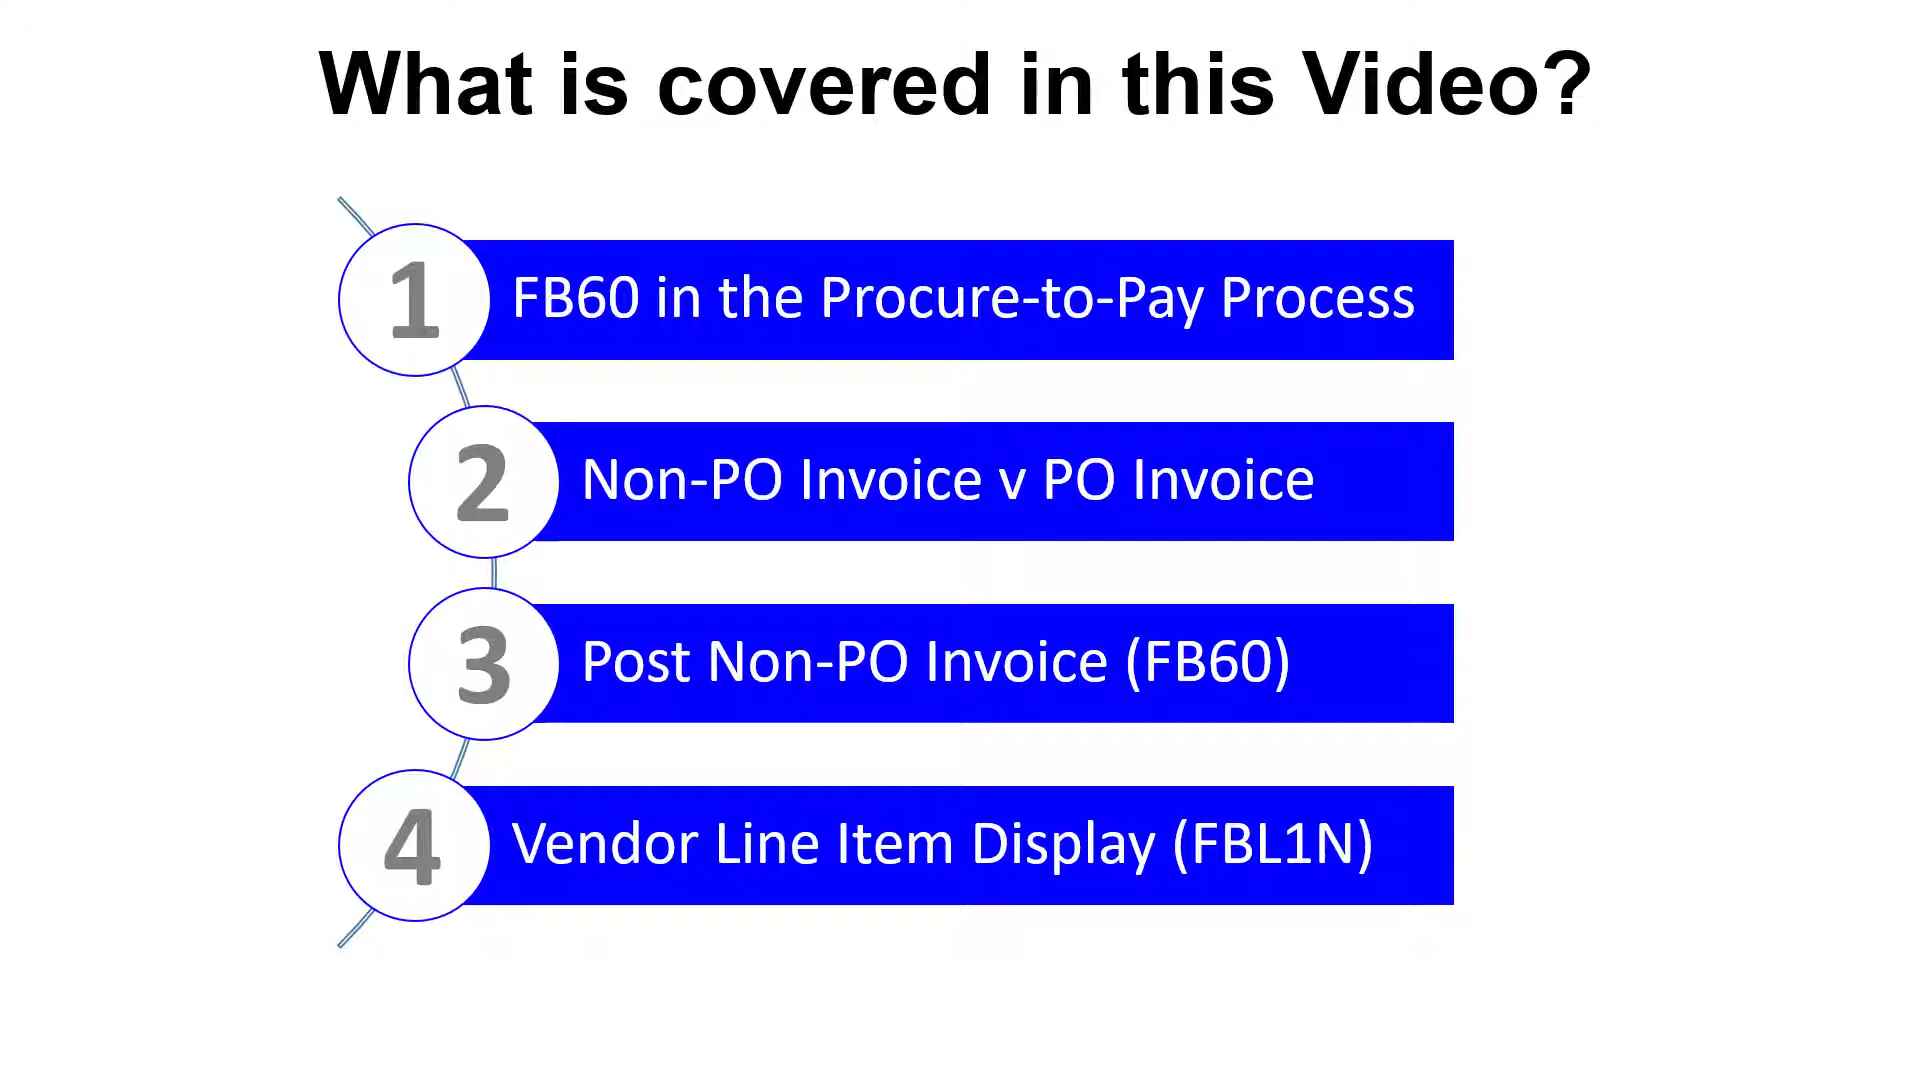 What is covered in this Video?
1 FB60 in the Procure-to-Pay Process
2 Non-PO Invoice v PO Invoice
3 Post Non-PO Invoice (FB60)
4 Vendor Line Item Display (FBL1N)